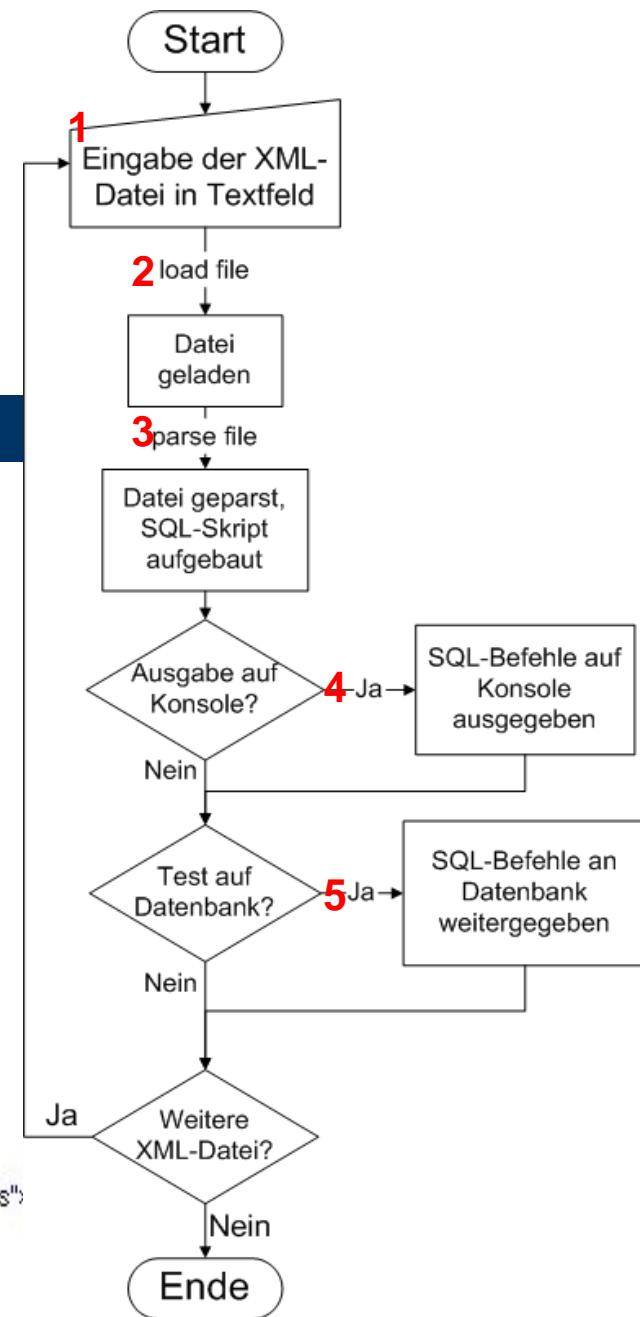 Start
1
Eingabe der XML-
Datei in Textfeld
2 load file
Datei
geladen
3 parse file
Datei geparst,
SQL-Skript
aufgebaut
Ausgabe auf
Konsole?
4 Ja
SQL-Befehle auf
Konsole
ausgegeben
Nein
Test auf
Datenbank?
5 Ja
SQL-Befehle an
Datenbank
weitergegeben
Nein
Weitere
XML-Datei?
Ja
s">
Nein
Ende